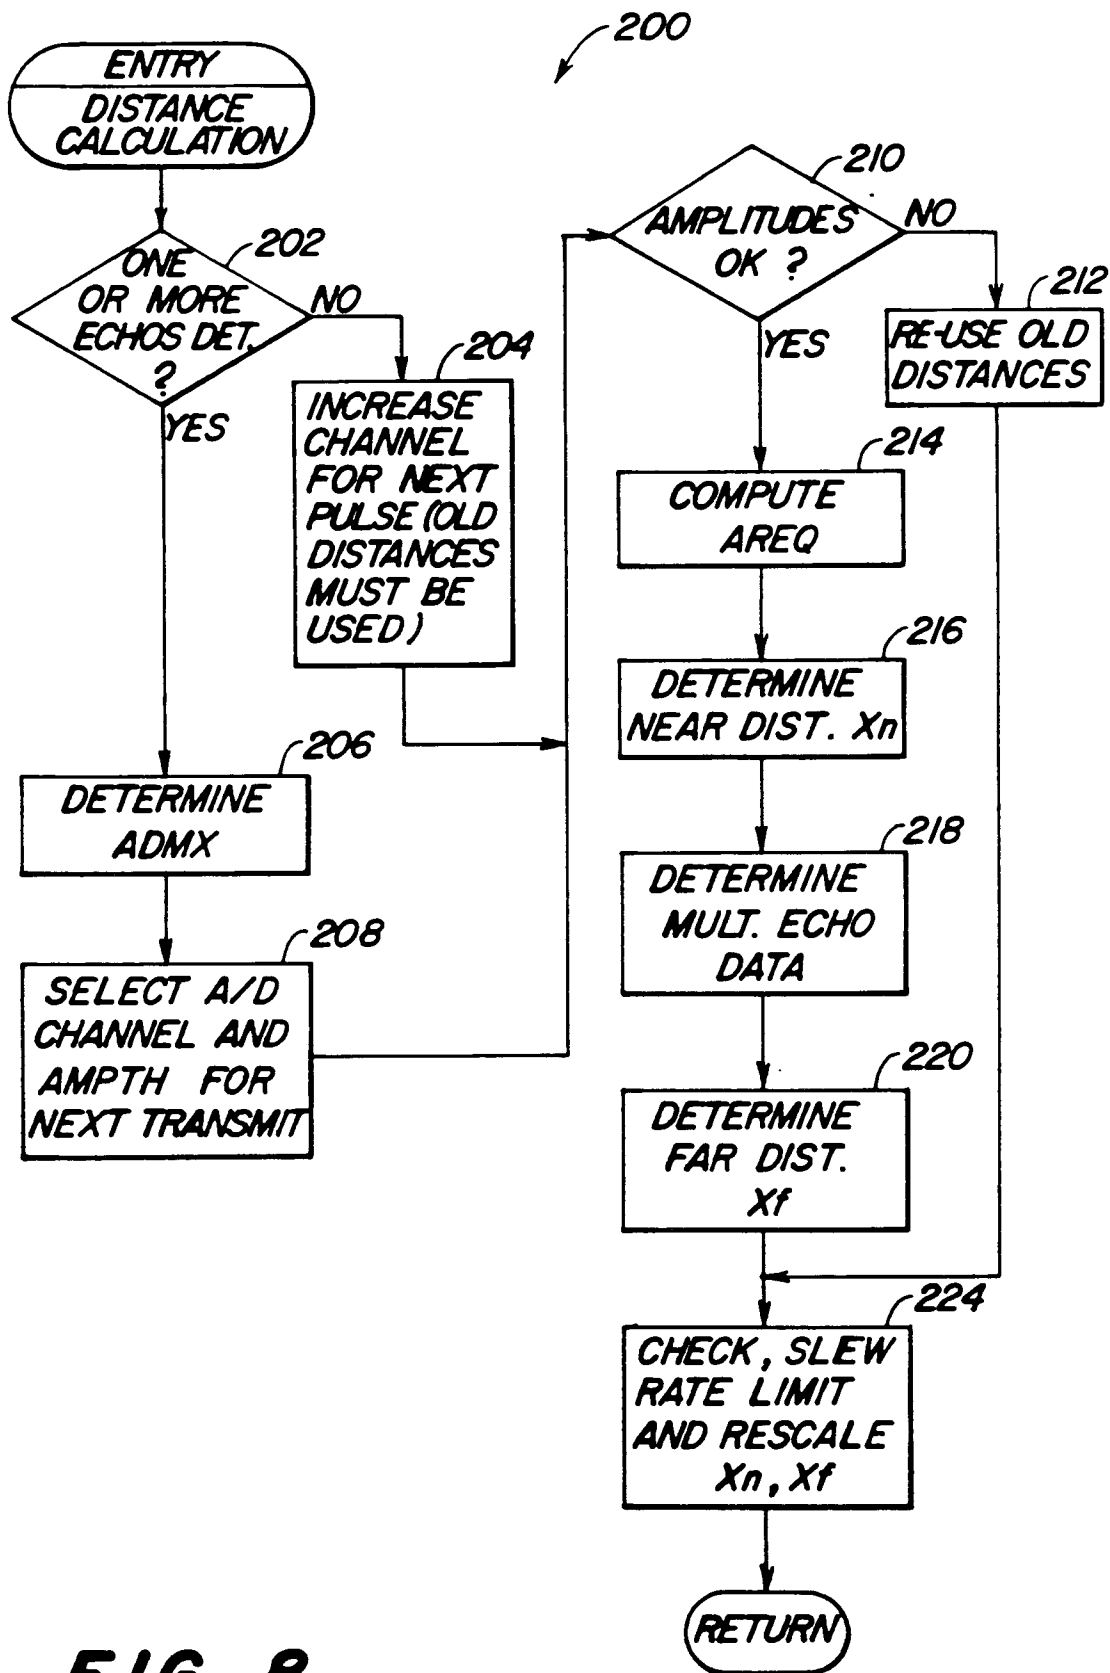 200
ENTRY
DISTANCE
CALCULATION
202
ONE
OR MORE
ECHOS DET.
?
NO
YES
204
INCREASE
CHANNEL
FOR NEXT
PULSE (OLD
DISTANCES
MUST BE
USED)
206
DETERMINE
ADMX
208
SELECT A/D
CHANNEL AND
AMPTH FOR
NEXT TRANSMIT
210
AMPLITUDES
OK ?
NO
YES
212
RE-USE OLD
DISTANCES
214
COMPUTE
AREQ
216
DETERMINE
NEAR DIST. Xn
218
DETERMINE
MULT. ECHO
DATA
220
DETERMINE
FAR DIST.
Xf
224
CHECK, SLEW
RATE LIMIT
AND RESCALE
Xn, Xf
RETURN